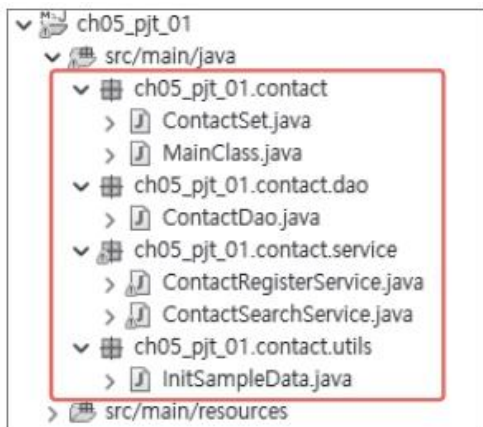 ch05_pjt_01
src/main/java
ch05_pjt_01.contact
ContactSet.java
MainClass.java
ch05_pjt_01.contact.dao
ContactDao.java
ch05_pjt_01.contact.service
ContactRegisterService.java
ContactSearchService.java
ch05_pjt_01.contact.utils
InitSampleData.java
src/main/resources